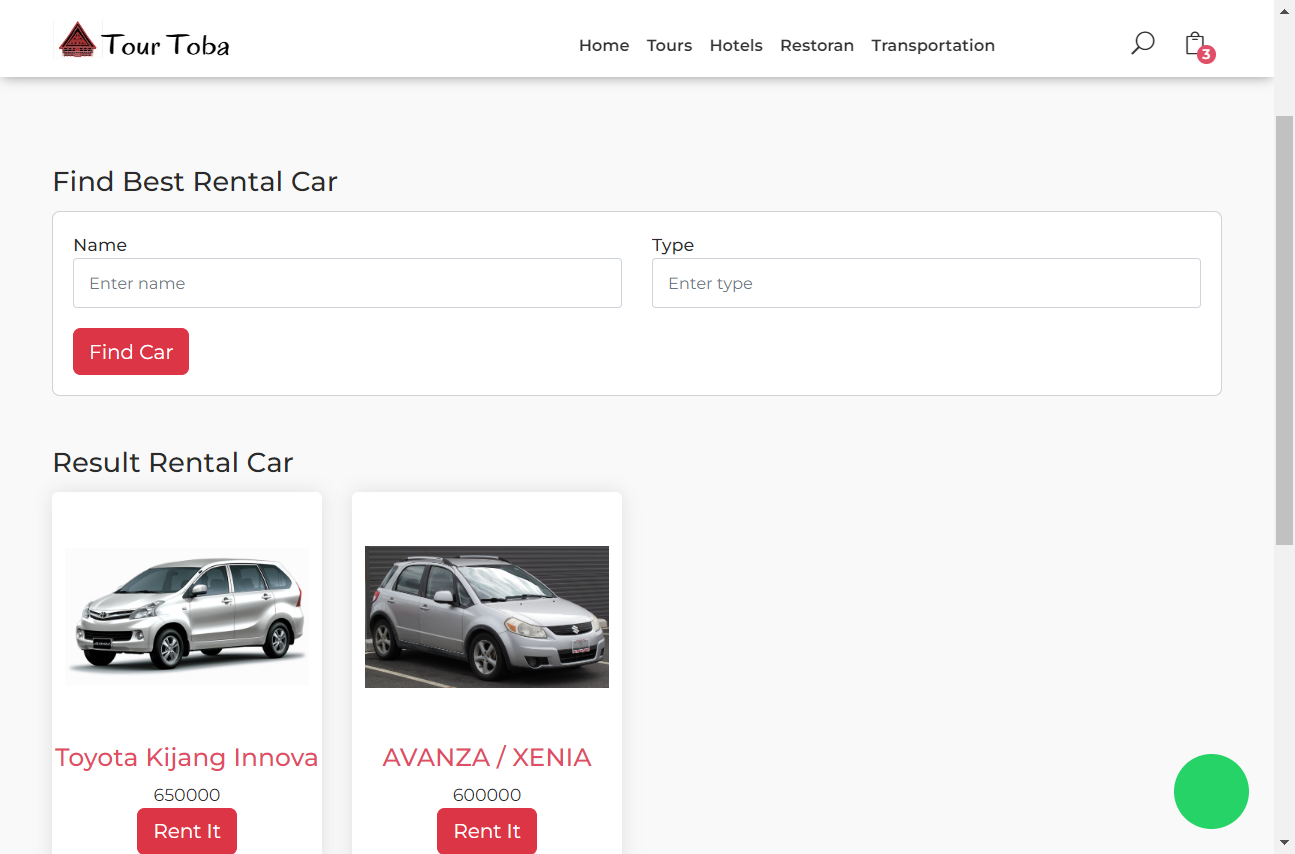 Tour Toba
Home Tours Hotels Restoran Transportation
3
Find Best Rental Car
Name Type
Enter name Enter type
Find Car
Result Rental Car
Toyota Kijang Innova AVANZA / XENIA
650000 600000
Rent It Rent It